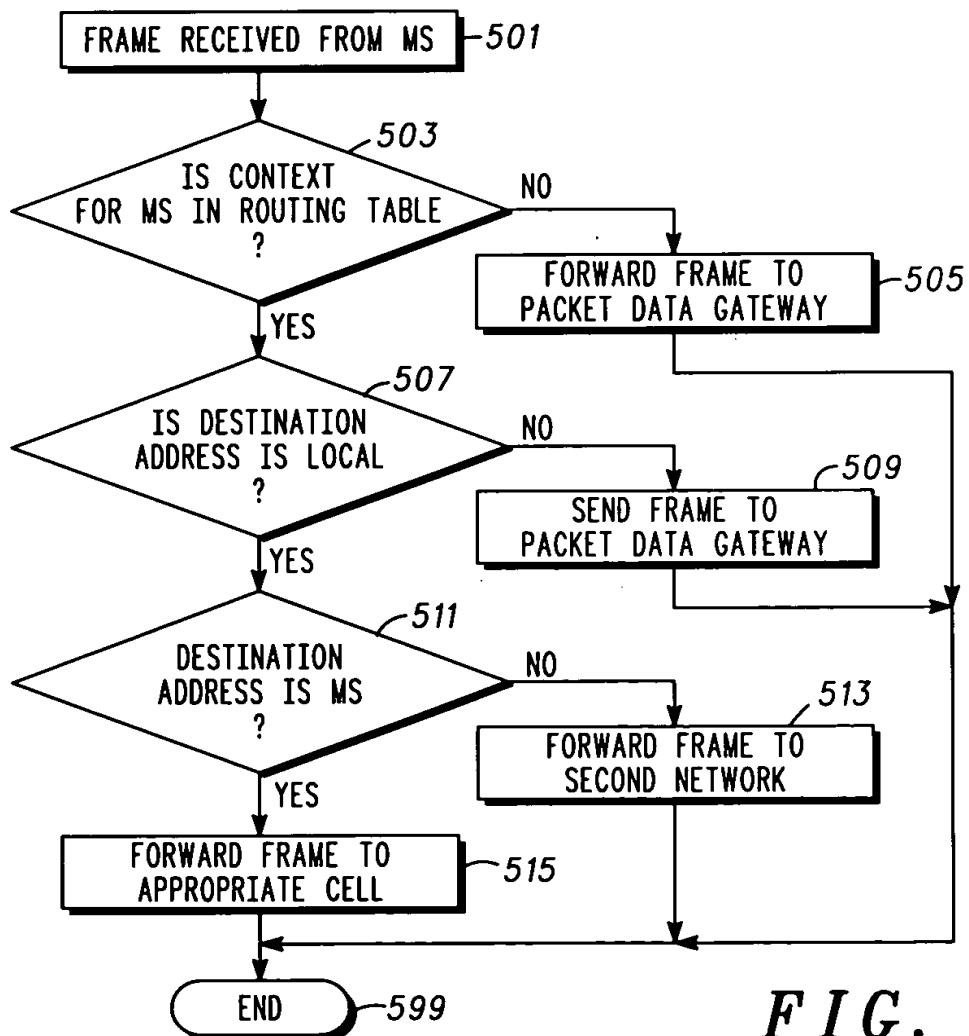 FRAME RECEIVED FROM MS
501
503
IS CONTEXT
FOR MS IN ROUTING TABLE
?
NO
YES
FORWARD FRAME TO
PACKET DATA GATEWAY
505
507
IS DESTINATION
ADDRESS IS LOCAL
?
NO
YES
509
SEND FRAME TO
PACKET DATA GATEWAY
511
DESTINATION
ADDRESS IS MS
?
NO
YES
513
FORWARD FRAME TO
SECOND NETWORK
FORWARD FRAME TO
APPROPRIATE CELL
515
END
599
FIG.